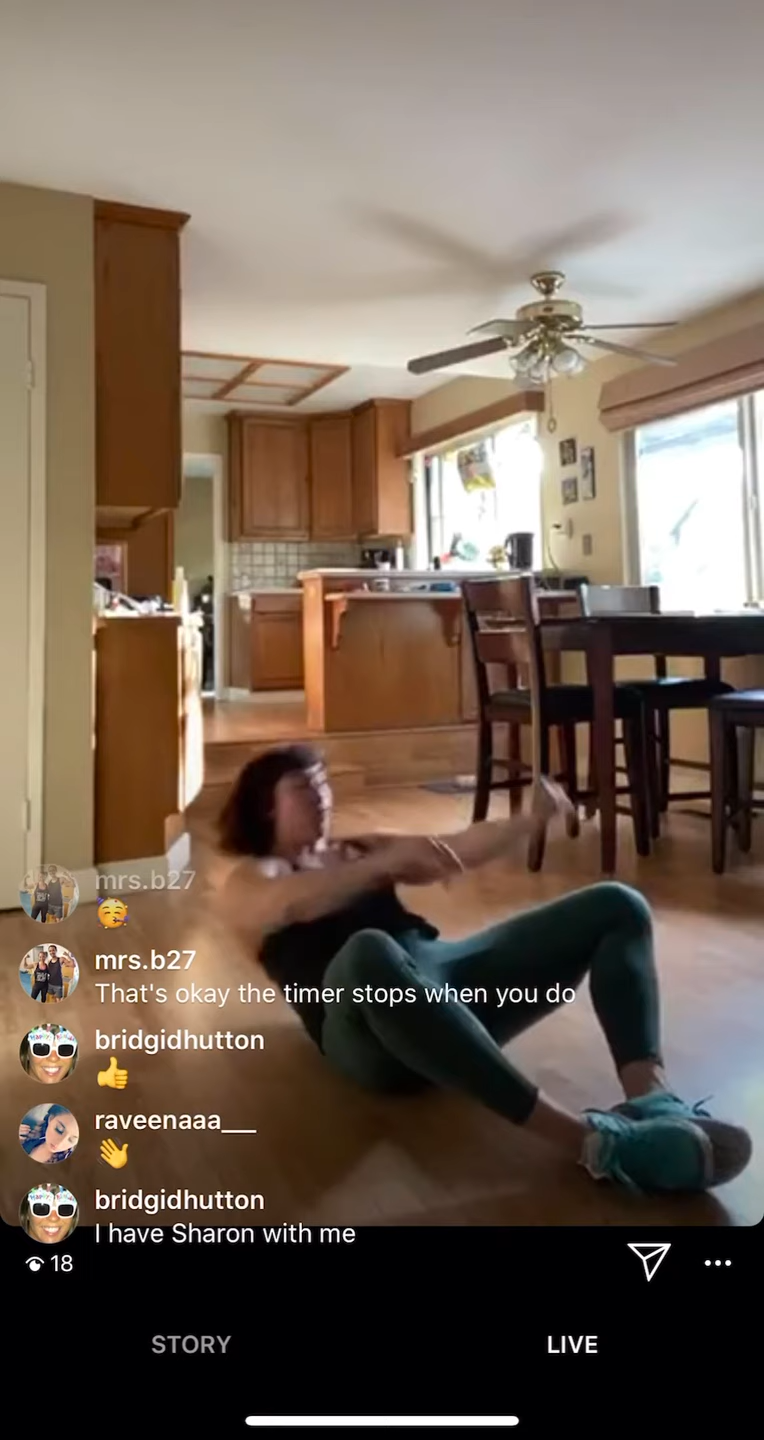 mrs.b27
🥳
mrs.b27
That's okay the timer stops when you do
bridgidhutton
👍
raveenaaa___
👋
bridgidhutton
I have Sharon with me
18
STORY
LIVE